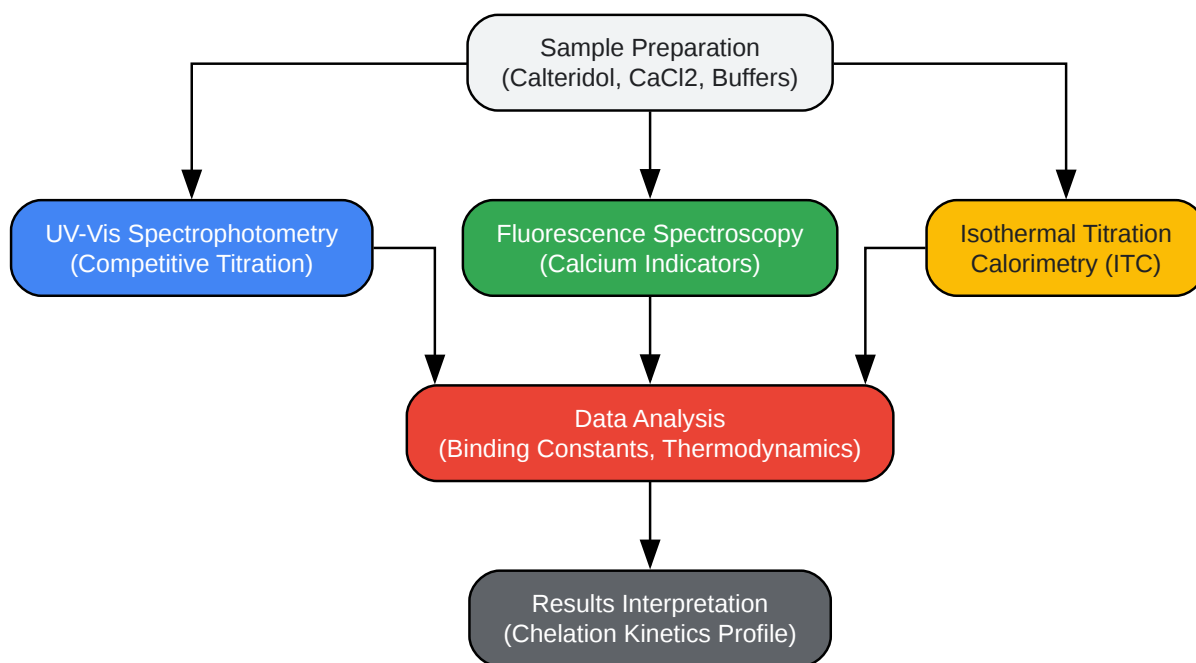 Sample Preparation
(Calteridol, CaCl2, Buffers)
UV-Vis Spectrophotometry
(Competitive Titration)
Fluorescence Spectroscopy
(Calcium Indicators)
Isothermal Titration
Calorimetry (ITC)
Data Analysis
(Binding Constants, Thermodynamics)
Results Interpretation
(Chelation Kinetics Profile)